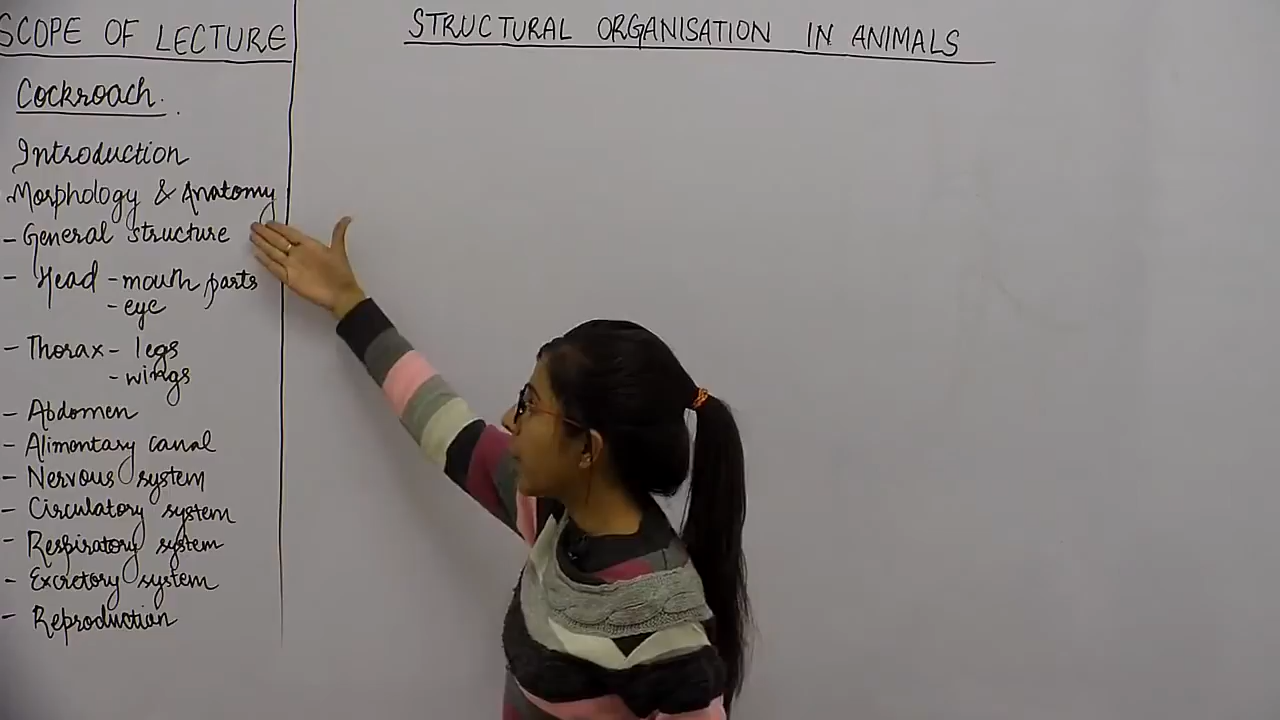 SCOPE OF LECTURE
Cockroach.
Introduction
Morphology & Anatomy
- General structure
- Head - mouth parts
- eye
- Thorax - legs
- wings
- Abdomen
- Alimentary canal
- Nervous system
- Circulatory system
- Respiratory system
- Excretory system
- Reproduction
STRUCTURAL ORGANISATION IN ANIMALS